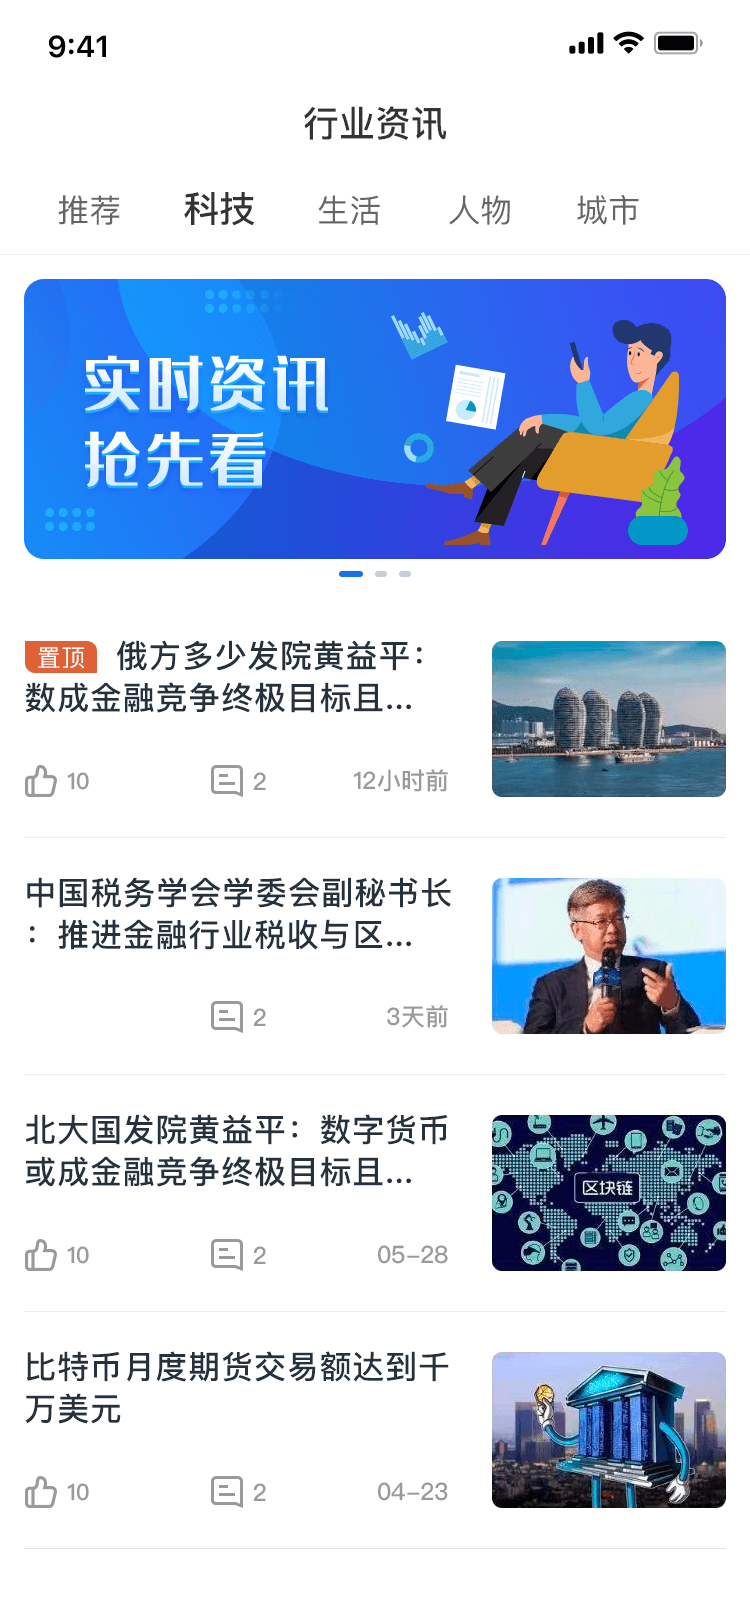 9:41
行业资讯
推荐 科技 生活 人物 城市
实时资讯
抢先看
置顶 俄方多少发院黄益平：
数成金融竞争终极目标且...
10 2 12小时前
中国税务学会学委会副秘书长
：推进金融行业税收与区...
2 3天前
北大国发院黄益平：数字货币
或成金融竞争终极目标且...
区块链
10 2 05-28
比特币月度期货交易额达到千
万美元
10 2 04-23